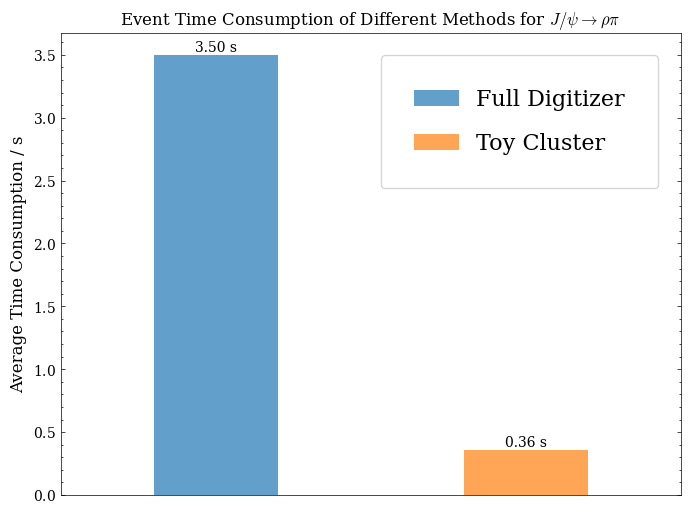 Event Time Consumption of Different Methods for J/ψ → ρπ
3.50 s
Full Digitizer
Toy Cluster
0.36 s
Average Time Consumption / s
3.5
3.0
2.5
2.0
1.5
1.0
0.5
0.0